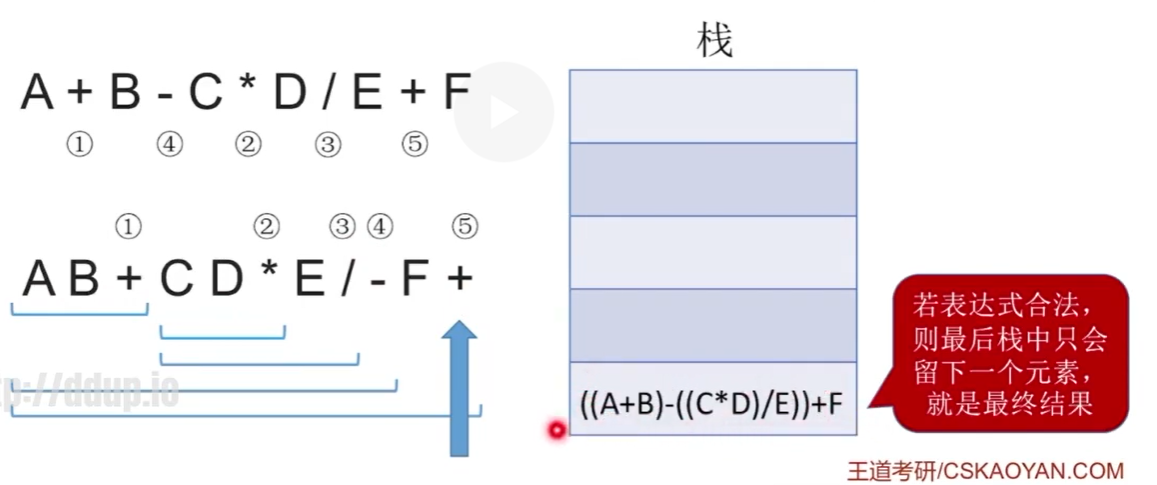 栈
A + B - C * D / E + F
① ④ ② ③ ⑤
① ② ③ ④ ⑤
A B + C D * E / - F +
若表达式合法，
则最后栈中只会
留下一个元素，
就是最终结果
((A+B)-((C*D)/E))+F
p://ddup.io
王道考研/CSKAOYAN.COM